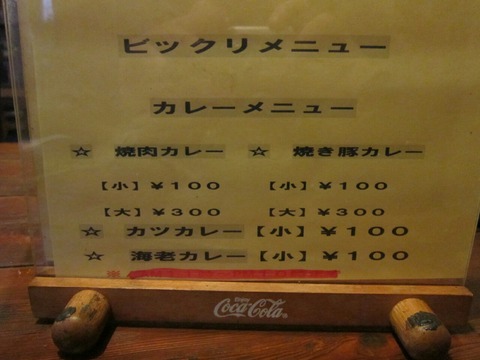 ビックリメニュー
カレーメニュー
☆ 焼肉カレー ☆ 焼き豚カレー
【小】￥１００ 【小】￥１００
【大】￥３００ 【大】￥３００
☆ カツカレー【小】￥１００
☆ 海老カレー【小】￥１００
※
Enjoy
Coca-Cola